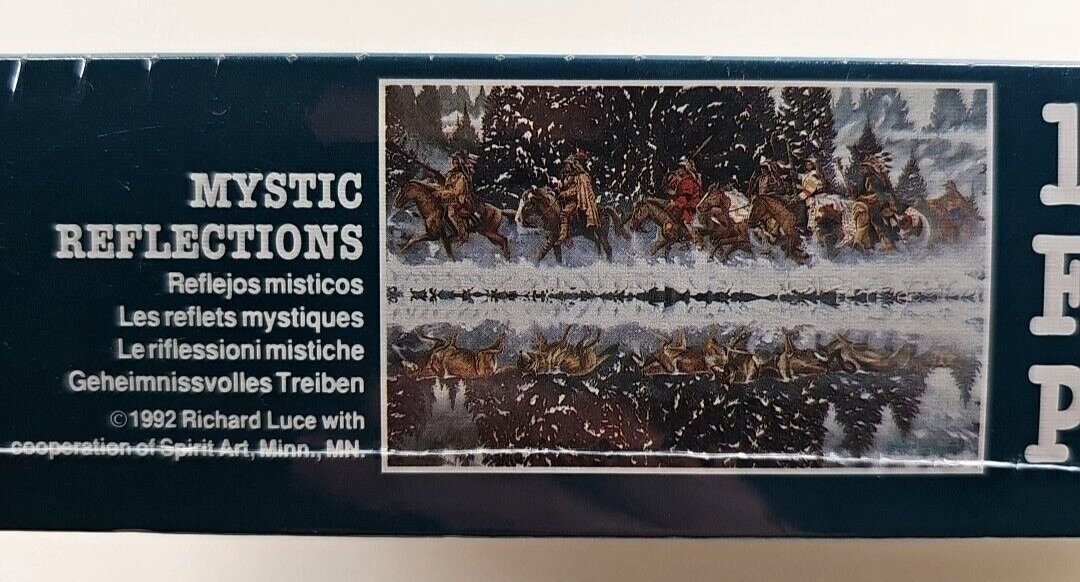 MYSTIC
REFLECTIONS
Reflejos misticos
Les reflets mystiques
Le riflessioni mistiche
Geheimnissvolles Treiben
©1992 Richard Luce with
cooperation of Spirit Art, Minn., MN.
1
F
P